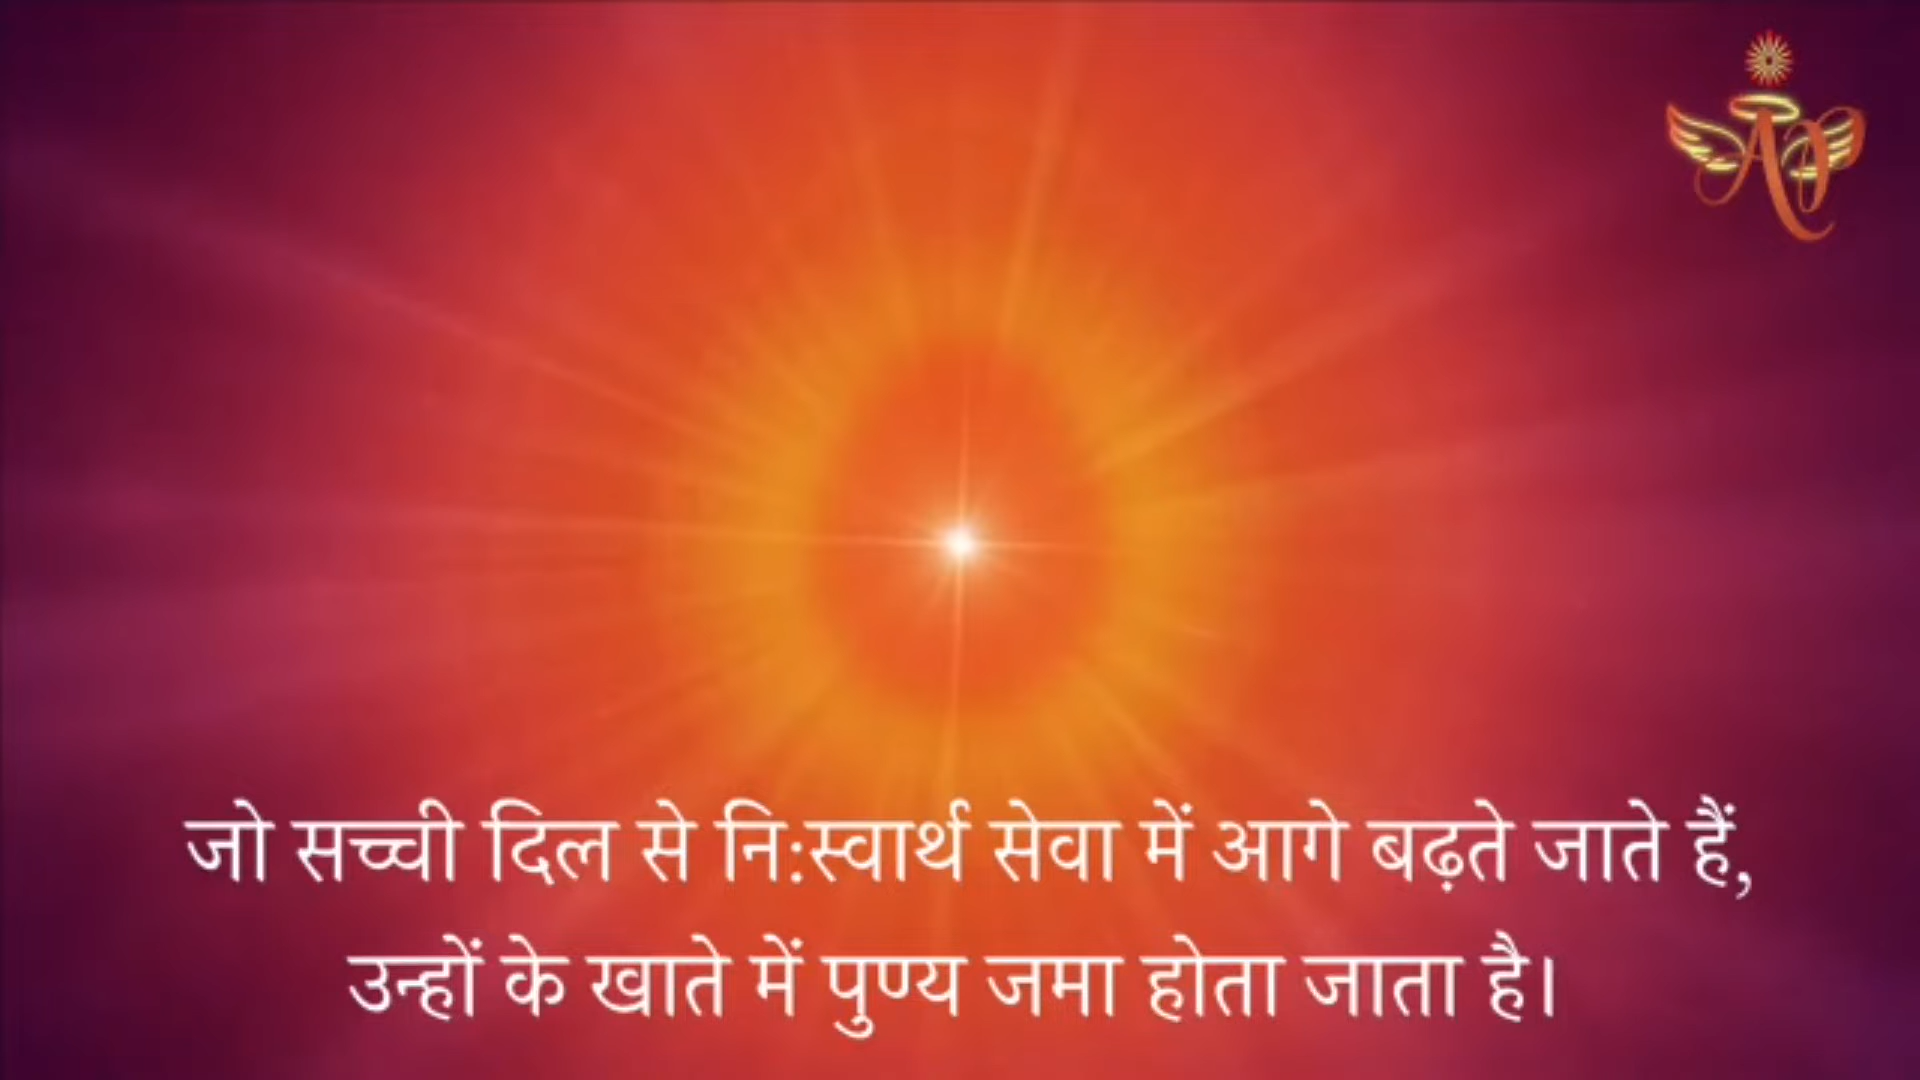 जो सच्ची दिल से नि:स्वार्थ सेवा में आगे बढ़ते जाते हैं,
उन्हों के खाते में पुण्य जमा होता जाता है।